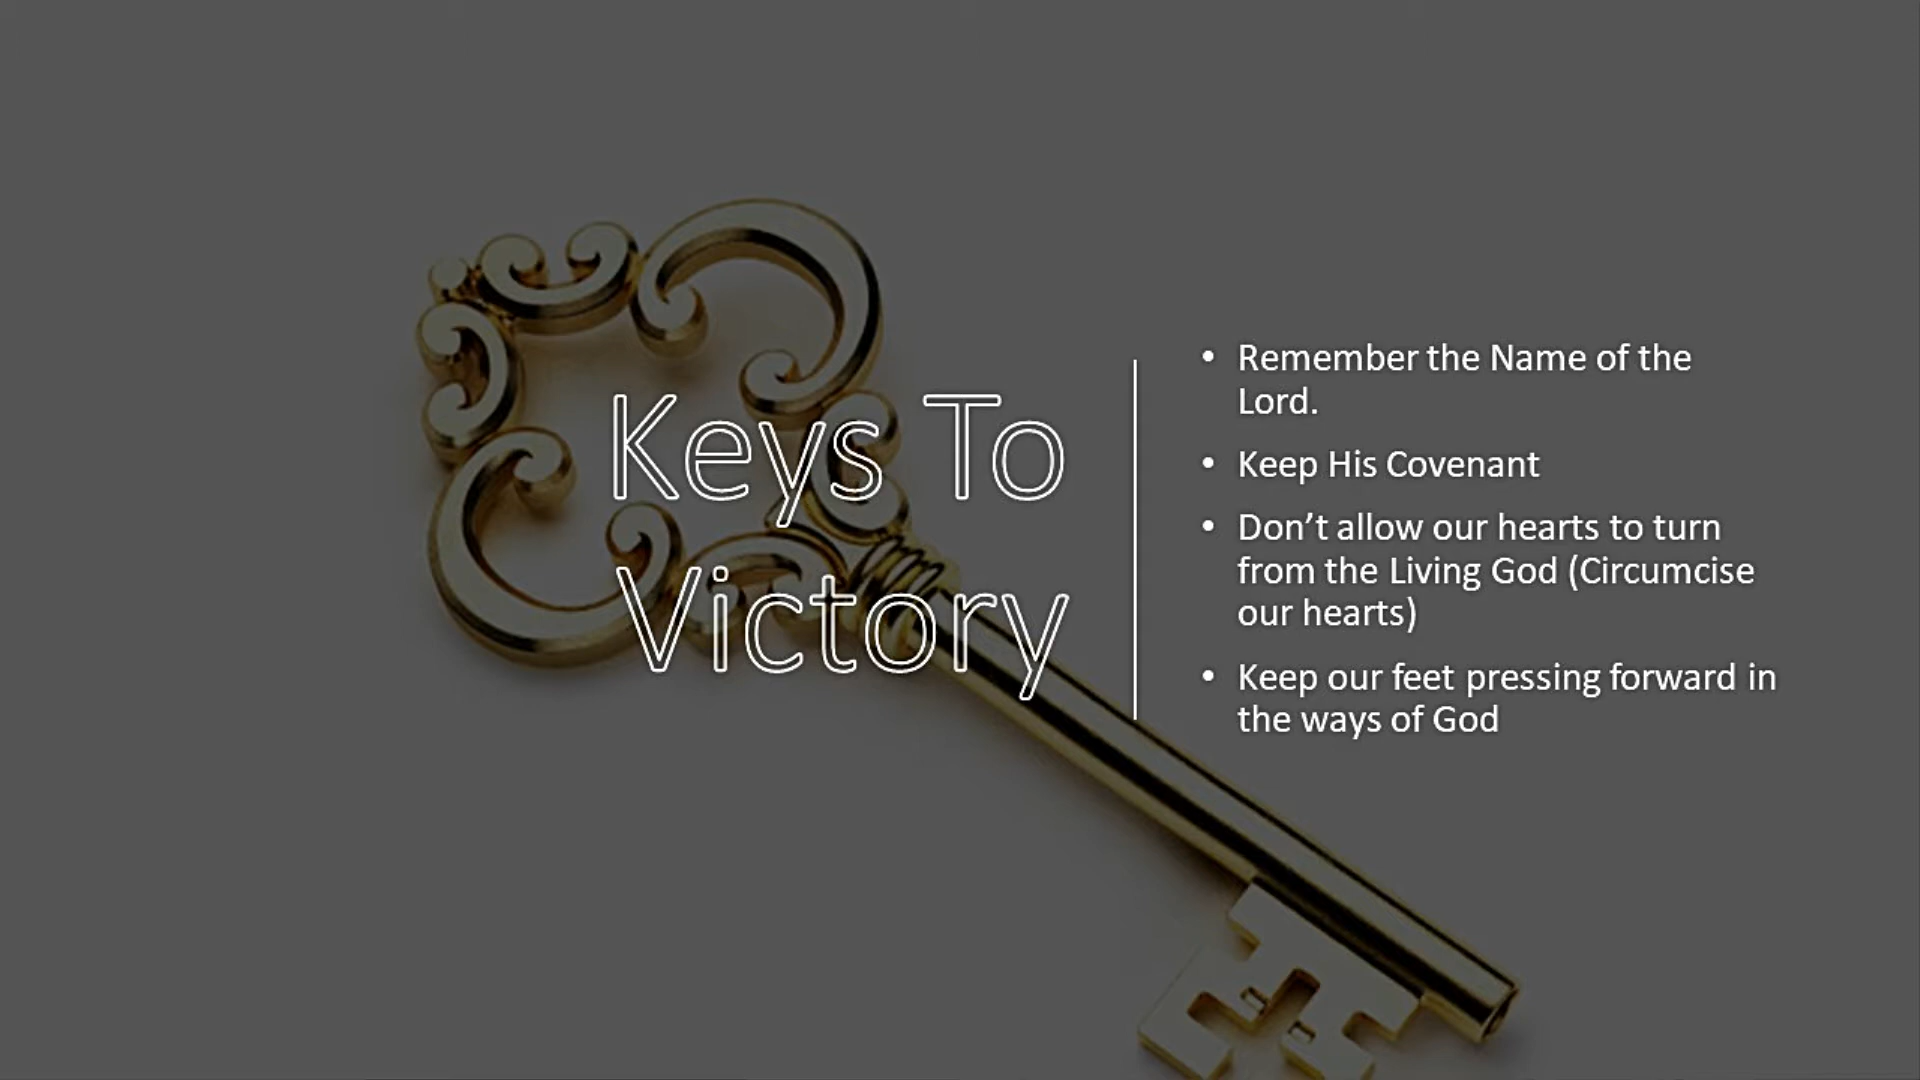 Keys To
Victory
• Remember the Name of the
Lord.
• Keep His Covenant
• Don’t allow our hearts to turn
from the Living God (Circumcise
our hearts)
• Keep our feet pressing forward in
the ways of God